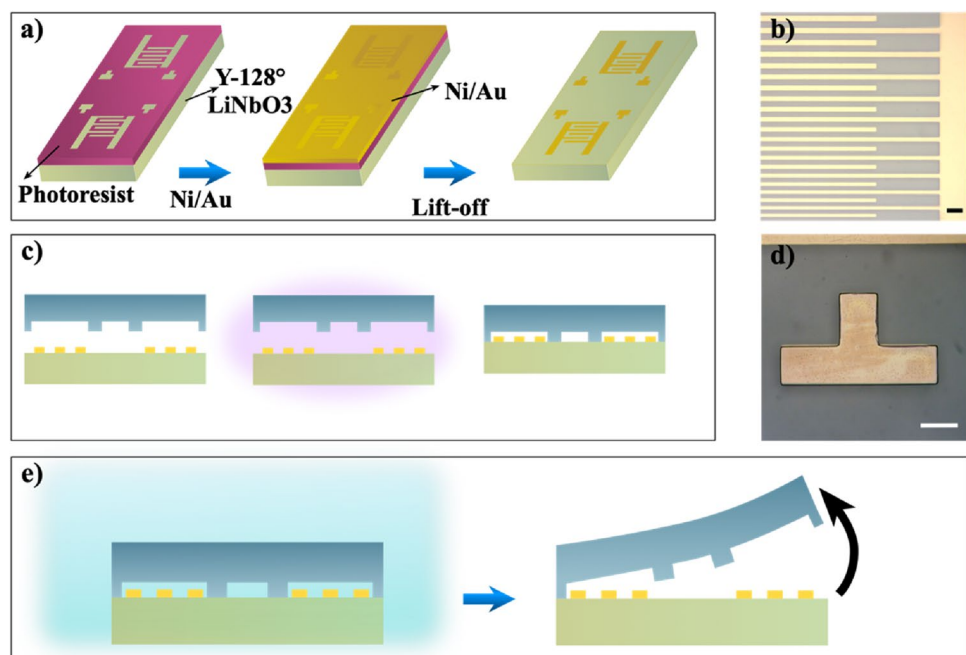 a)
Y-128°
LiNbO3
Ni/Au
Photoresist
Ni/Au
Lift-off
b)
c)
d)
e)